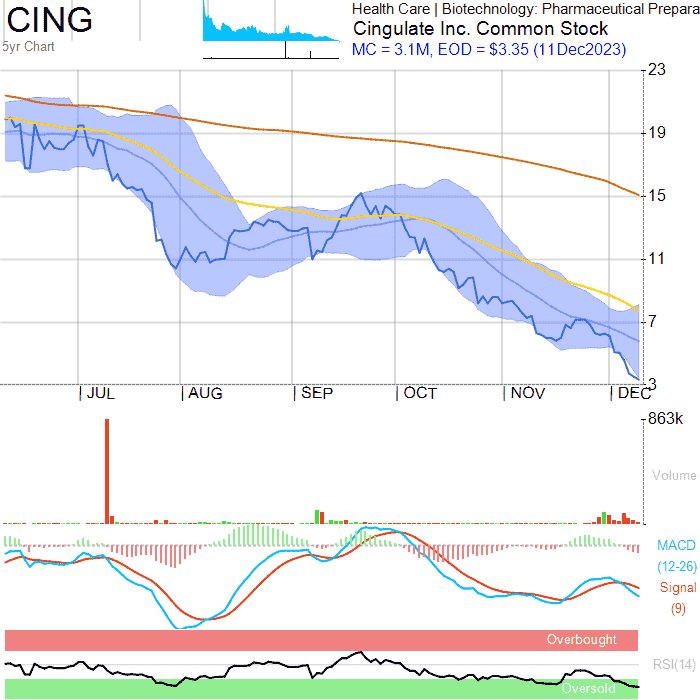 CING
5yr Chart
Health Care | Biotechnology: Pharmaceutical Prepara
Cingulate Inc. Common Stock
MC = 3.1M, EOD = $3.35 (11Dec2023)
23
19
15
11
7
3
JUL
AUG
SEP
OCT
NOV
DEC
863k
Volume
MACD
(12-26)
Signal
(9)
Overbought
RSI(14)
Oversold